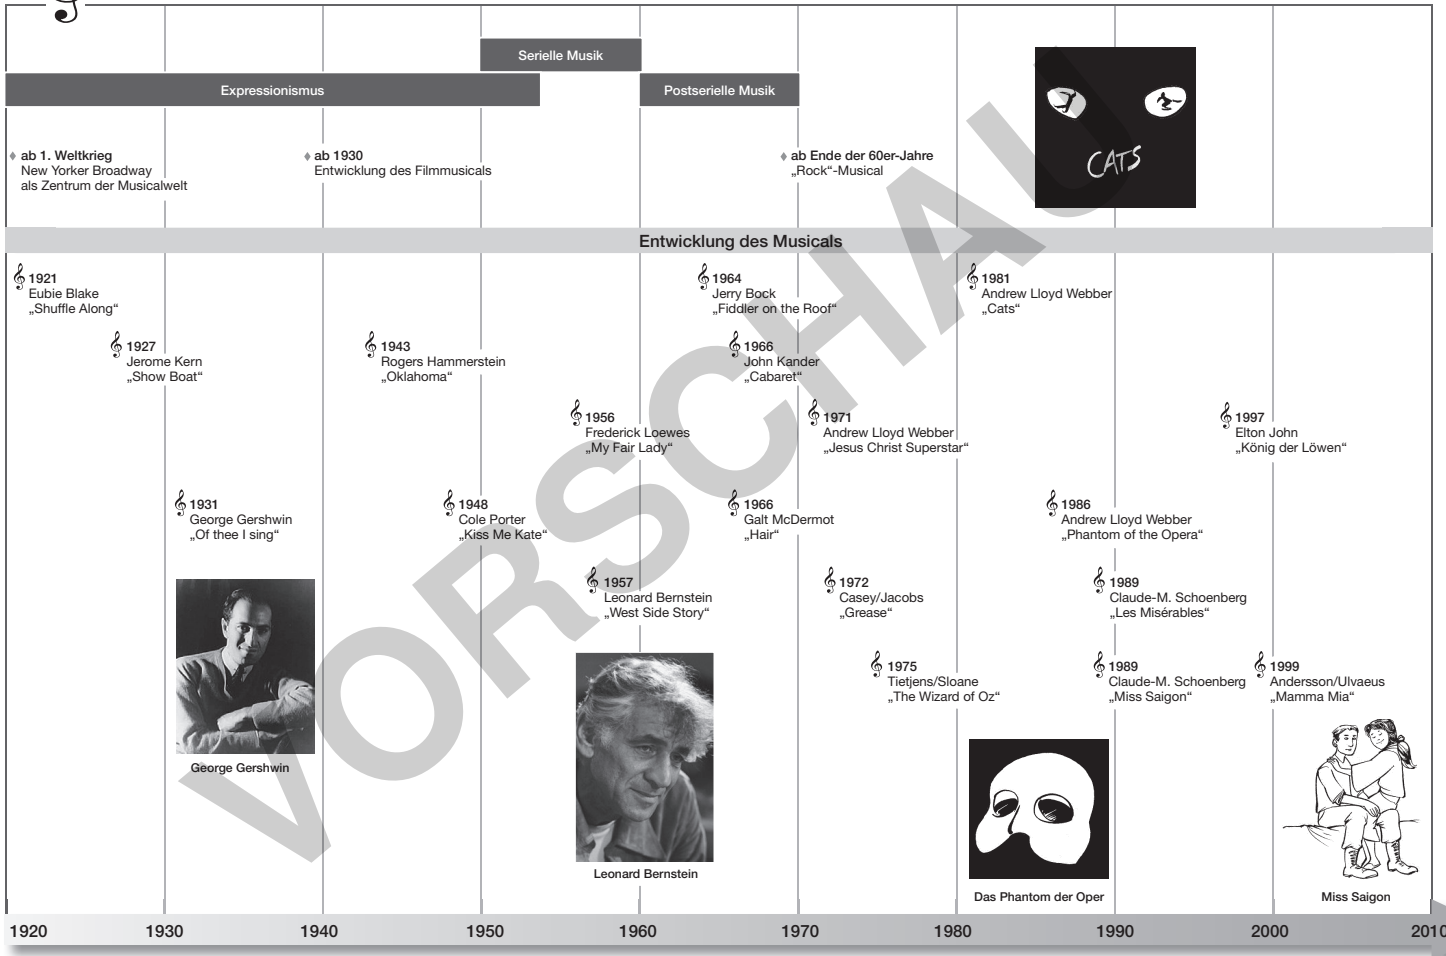 Serielle Musik
Expressionismus
Postserielle Musik
ab 1. Weltkrieg
New Yorker Broadway
als Zentrum der Musicalwelt
ab 1930
Entwicklung des Filmmusicals
ab Ende der 60er-Jahre
„Rock“-Musical
CATS
Entwicklung des Musicals
1921
Eubie Blake
„Shuffle Along“
1964
Jerry Bock
„Fiddler on the Roof“
1981
Andrew Lloyd Webber
„Cats“
1927
Jerome Kern
„Show Boat“
1943
Rogers Hammerstein
„Oklahoma“
1966
John Kander
„Cabaret“
1956
Frederick Loewes
„My Fair Lady“
1971
Andrew Lloyd Webber
„Jesus Christ Superstar“
1997
Elton John
„König der Löwen“
1931
George Gershwin
„Of thee I sing“
1948
Cole Porter
„Kiss Me Kate“
1966
Galt McDermot
„Hair“
1986
Andrew Lloyd Webber
„Phantom of the Opera“
1957
Leonard Bernstein
„West Side Story“
1972
Casey/Jacobs
„Grease“
1989
Claude-M. Schoenberg
„Les Misérables“
1975
Tietjens/Sloane
„The Wizard of Oz“
1989
Claude-M. Schoenberg
„Miss Saigon“
1999
Andersson/Ulvaeus
„Mamma Mia“
George Gershwin
Leonard Bernstein
Das Phantom der Oper
Miss Saigon
1920 1930 1940 1950 1960 1970 1980 1990 2000 2010
VORSCHAU